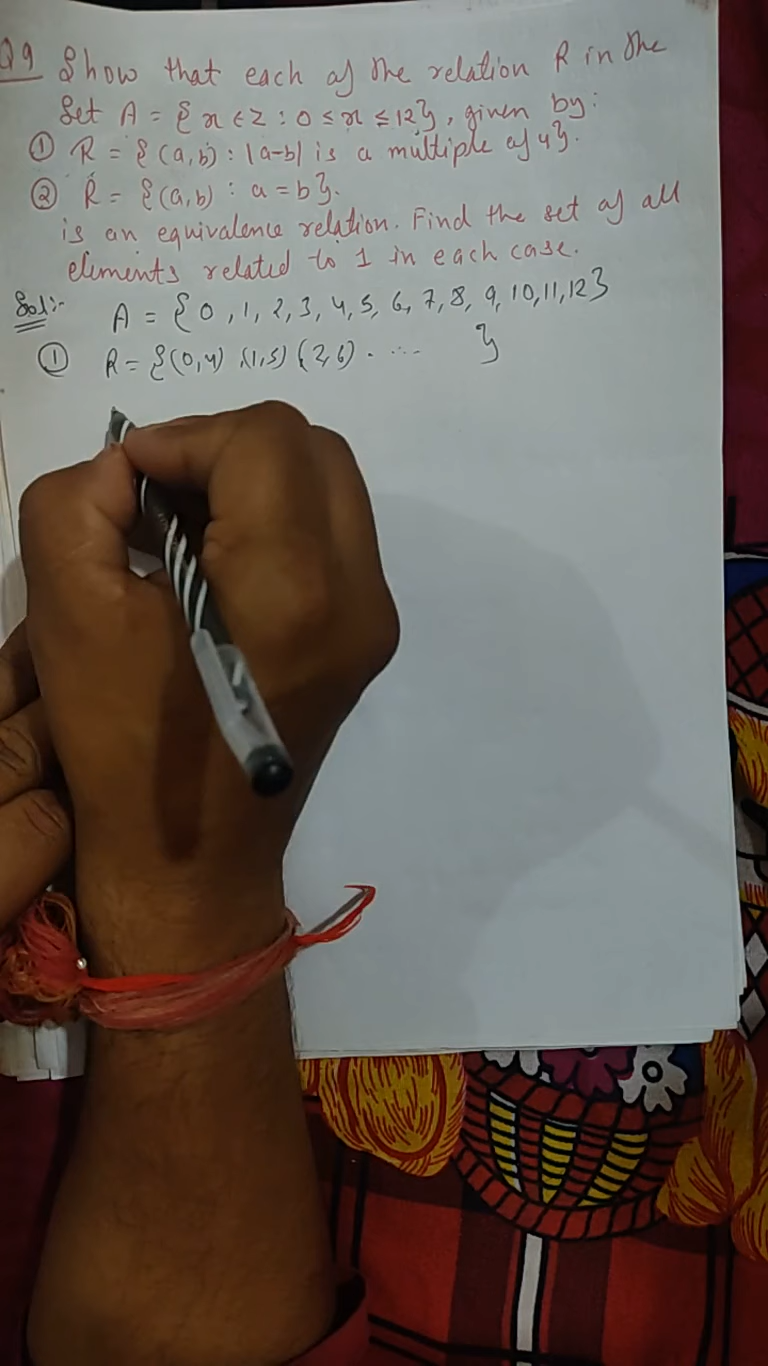 Q9 Show that each of the relation R in the
Set A = {x ∈ Z : 0 ≤ x ≤ 12}, given by:
① R = {(a,b) : |a-b| is a multiple of 4}.
② R = {(a,b) : a = b}.
is an equivalence relation. Find the set of all
elements related to 1 in each case.
Sol:- A = {0, 1, 2, 3, 4, 5, 6, 7, 8, 9, 10, 11, 12}
① R = {(0,4) (1,5) (2,6) ..... }